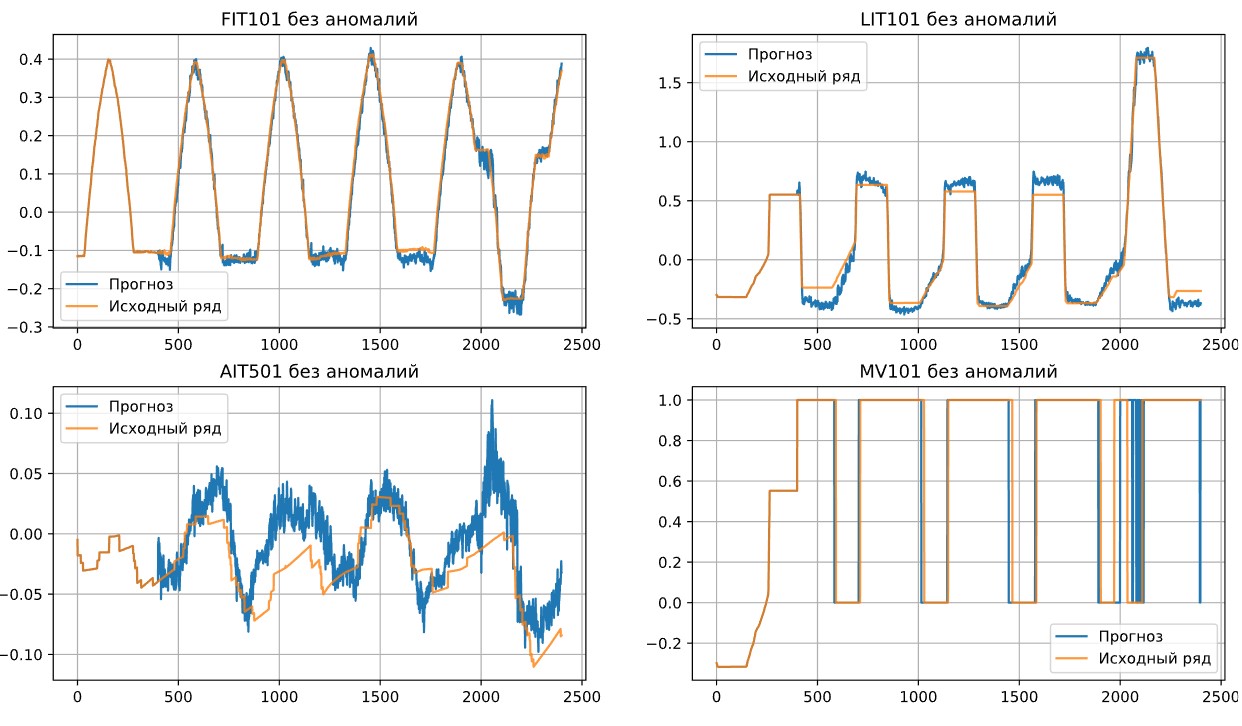 FIT101 без аномалий
0.4
0.3
0.2
0.1
0.0
−0.1
−0.2
−0.3
0 500 1000 1500 2000 2500
Прогноз
Исходный ряд
LIT101 без аномалий
1.5
1.0
0.5
0.0
−0.5
0 500 1000 1500 2000 2500
Прогноз
Исходный ряд
AIT501 без аномалий
0.10
0.05
0.00
−0.05
−0.10
0 500 1000 1500 2000 2500
Прогноз
Исходный ряд
MV101 без аномалий
1.0
0.8
0.6
0.4
0.2
0.0
−0.2
0 500 1000 1500 2000 2500
Прогноз
Исходный ряд